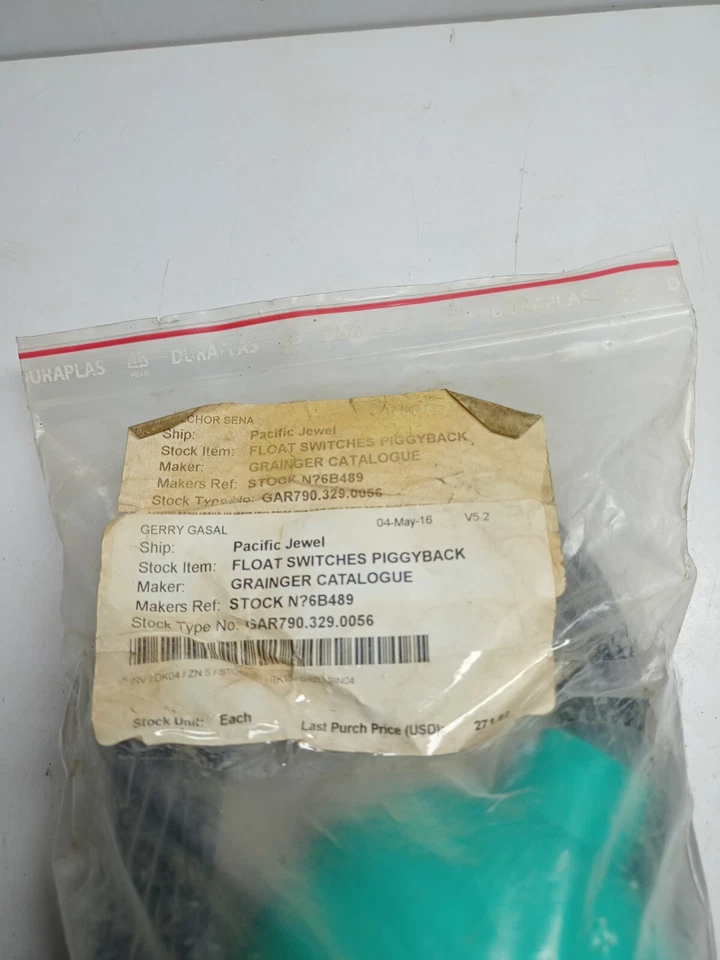 DURAPLAS DURAPLAS DURAPLAS
CHOR SENA
Ship: Pacific Jewel
Stock Item: FLOAT SWITCHES PIGGYBACK
Maker: GRAINGER CATALOGUE
Makers Ref: STOCK N?6B489
Stock Type No: GAR790.329.0056
GERRY GASAL 04-May-16 V5.2
Ship: Pacific Jewel
Stock Item: FLOAT SWITCHES PIGGYBACK
Maker: GRAINGER CATALOGUE
Makers Ref: STOCK N?6B489
Stock Type No: GAR790.329.0056
Stock Unit: Each Last Purch Price (USD):